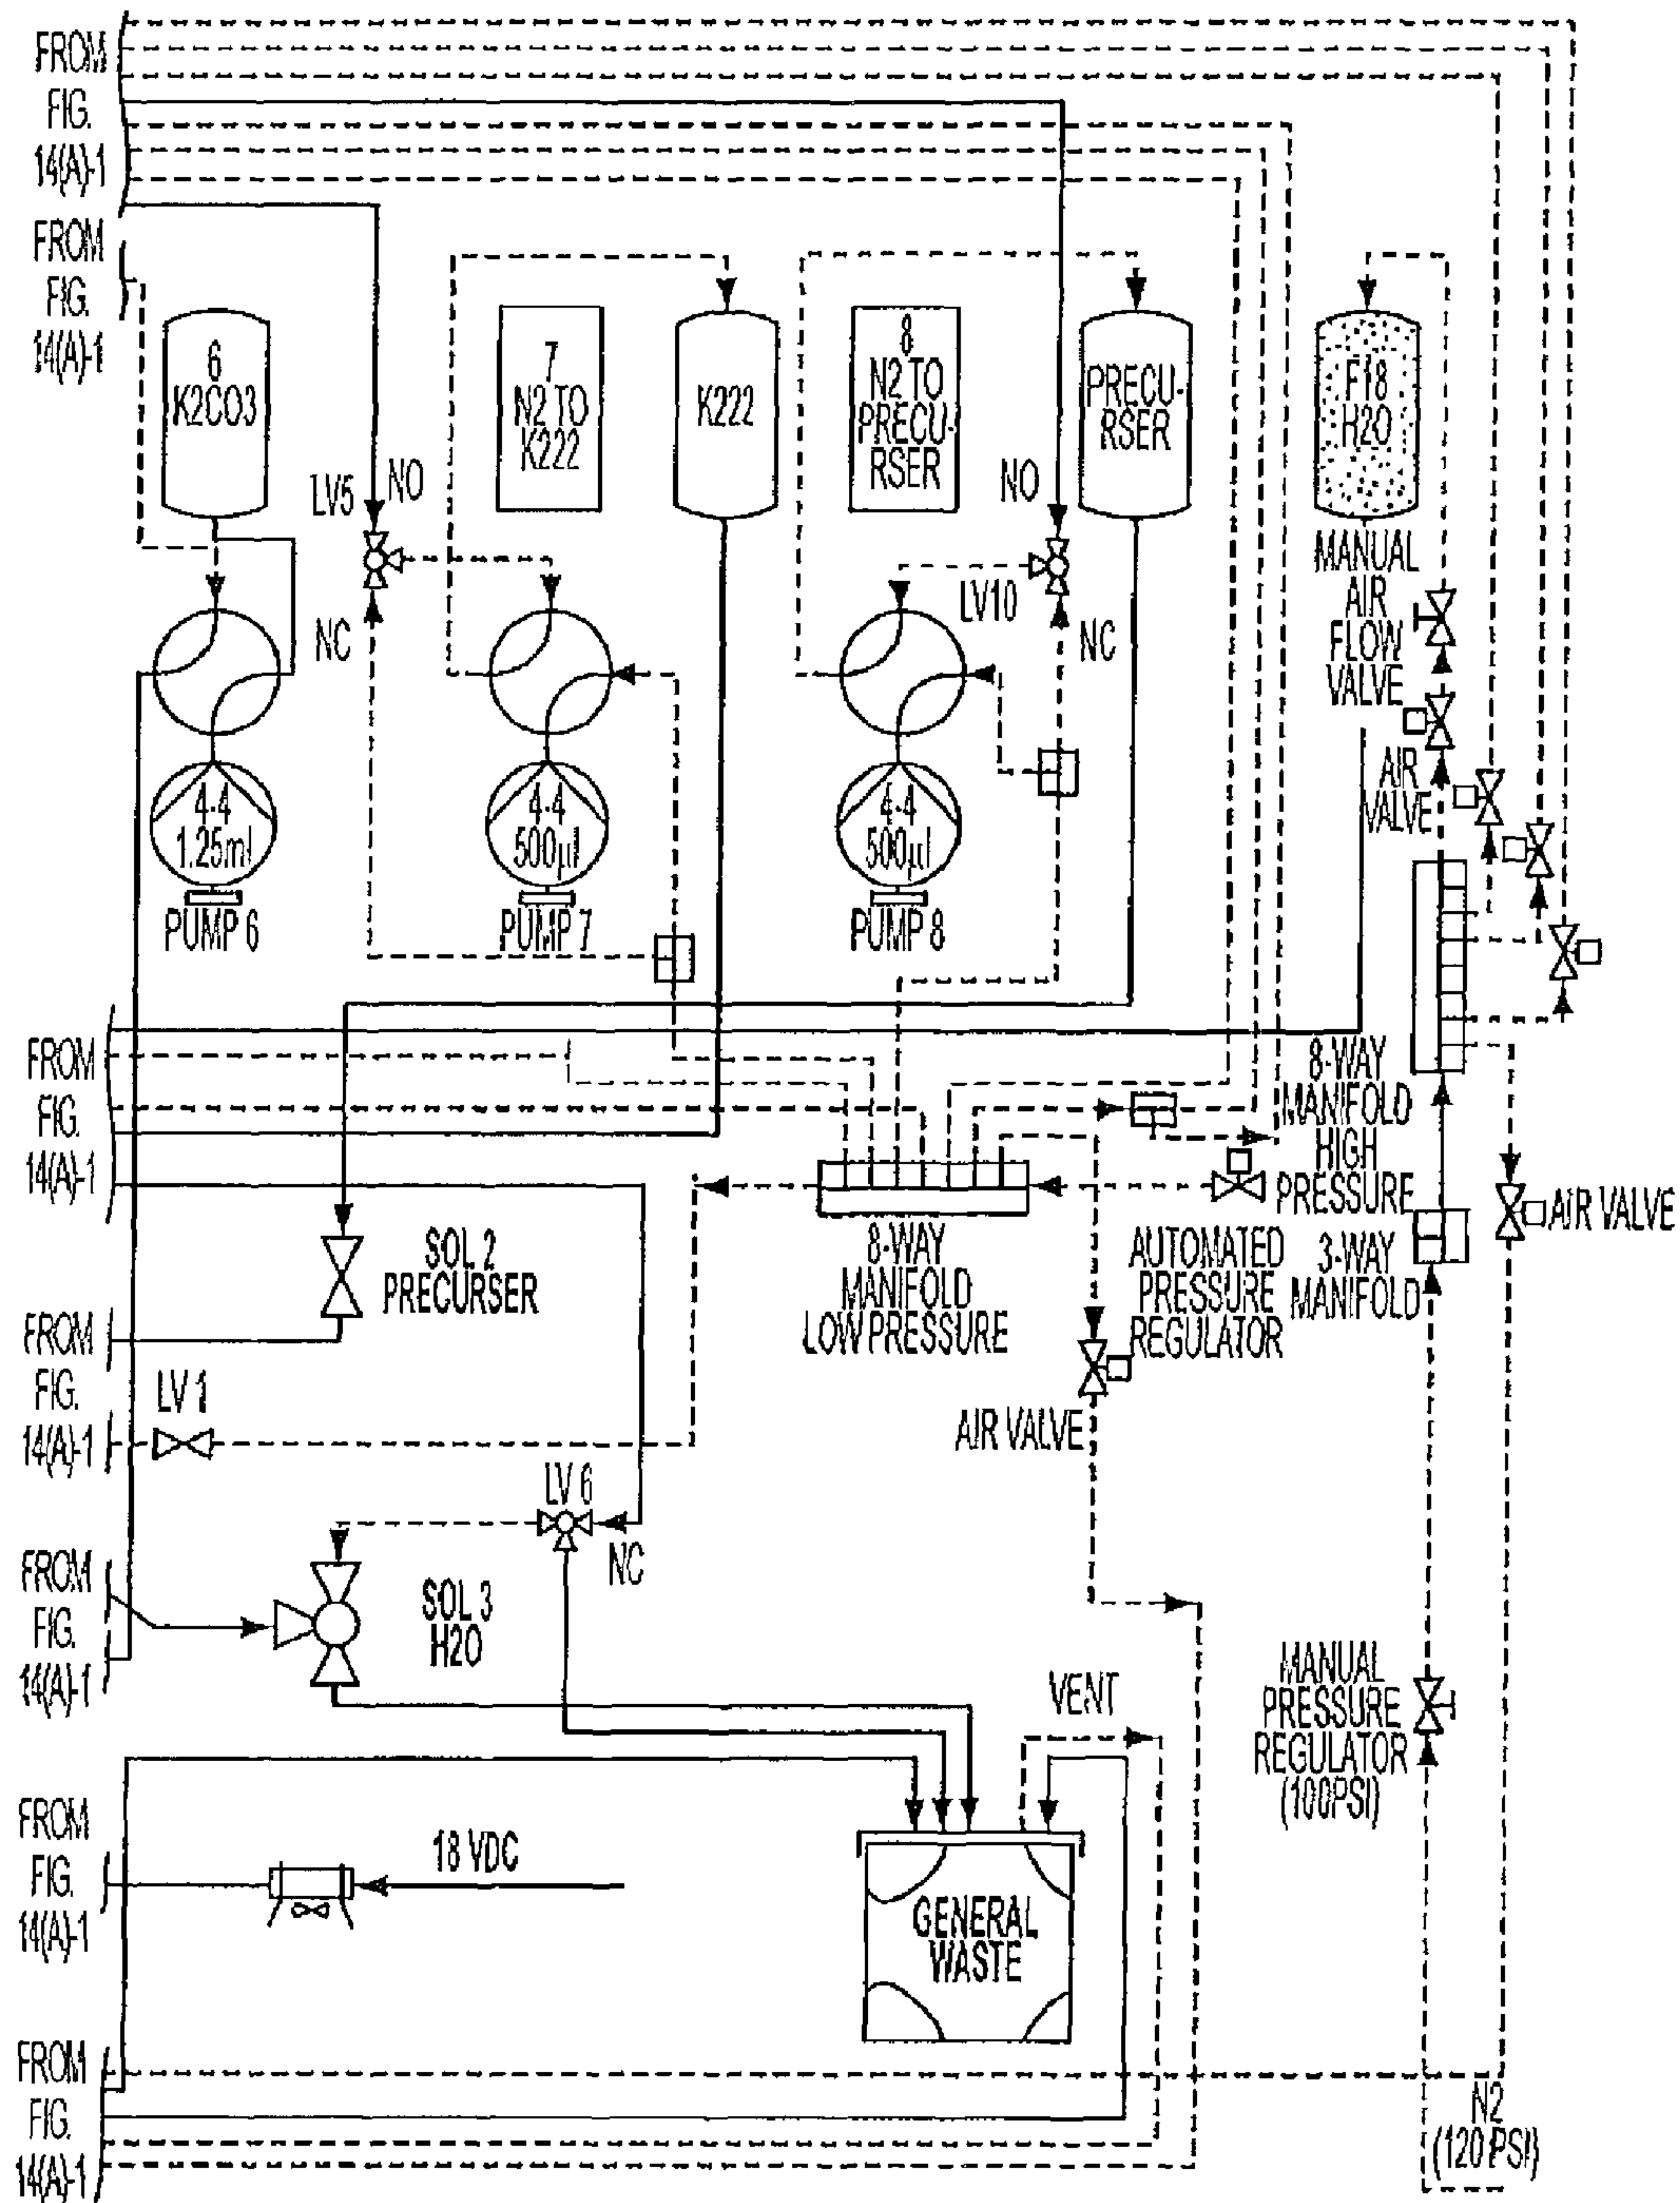 FROM
FIG.
14(A)-1
FROM
FIG.
14(A)-1
6
K2CO3
7
N2 TO
K222
K222
8
N2 TO
PRECU-
RSER
PRECU-
RSER
F18
H2O
LV5
NO
NC
NO
LV10
NC
MANUAL
AIR
FLOW
VALVE
AIR
VALVE
4-4
1.25ml
PUMP 6
4-4
500µl
PUMP 7
4-4
500µl
PUMP 8
FROM
FIG.
14(A)-1
8-WAY
MANIFOLD
HIGH
PRESSURE
SOL 2
PRECURSER
8-WAY
MANIFOLD
LOW PRESSURE
AUTOMATED
PRESSURE
REGULATOR
3-WAY
MANIFOLD
AIR VALVE
FROM
FIG.
14(A)-1
LV 1
AIR VALVE
LV 6
NC
FROM
FIG.
14(A)-1
SOL 3
H2O
VENT
MANUAL
PRESSURE
REGULATOR
(100PSI)
FROM
FIG.
14(A)-1
18 VDC
GENERAL
WASTE
FROM
FIG.
14(A)-1
N2
(120 PSI)